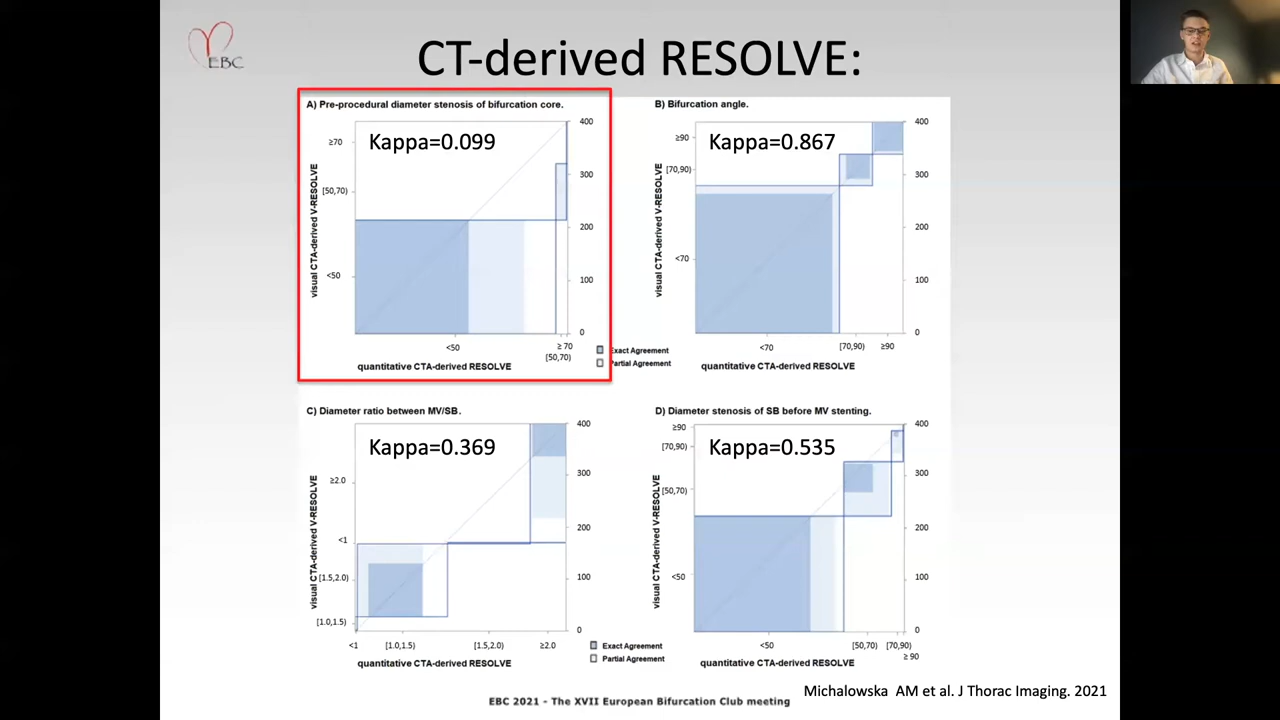 EBC
CT-derived RESOLVE:
A) Pre-procedural diameter stenosis of bifurcation core.
Kappa=0.099
≥70
[50,70)
<50
visual CTA-derived V-RESOLVE
400
300
200
100
0
<50
≥ 70
[50,70)
quantitative CTA-derived RESOLVE
Exact Agreement
Partial Agreement
B) Bifurcation angle.
Kappa=0.867
≥90
[70,90)
<70
visual CTA-derived V-RESOLVE
400
300
200
100
0
<70
[70,90)
≥90
quantitative CTA-derived RESOLVE
C) Diameter ratio between MV/SB.
Kappa=0.369
≥2.0
<1
[1.5,2.0)
[1.0,1.5)
visual CTA-derived V-RESOLVE
400
300
200
100
0
<1
[1.0,1.5)
[1.5,2.0)
≥2.0
quantitative CTA-derived RESOLVE
Exact Agreement
Partial Agreement
D) Diameter stenosis of SB before MV stenting.
Kappa=0.535
≥90
[70,90)
[50,70)
<50
visual CTA-derived V-RESOLVE
400
300
200
100
0
<50
[50,70)
[70,90)
≥ 90
quantitative CTA-derived RESOLVE
Michalowska AM et al. J Thorac Imaging. 2021
EBC 2021 - The XVII European Bifurcation Club meeting